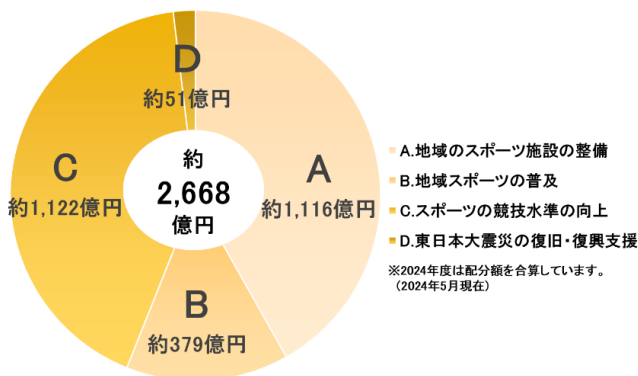 D
約51億円
C
約1,122億円
約
2,668
億円
A
約1,116億円
B
約379億円
A.地域のスポーツ施設の整備
B.地域スポーツの普及
C.スポーツの競技水準の向上
D.東日本大震災の復旧・復興支援
※2024年度は配分額を合算しています。
（2024年5月現在）